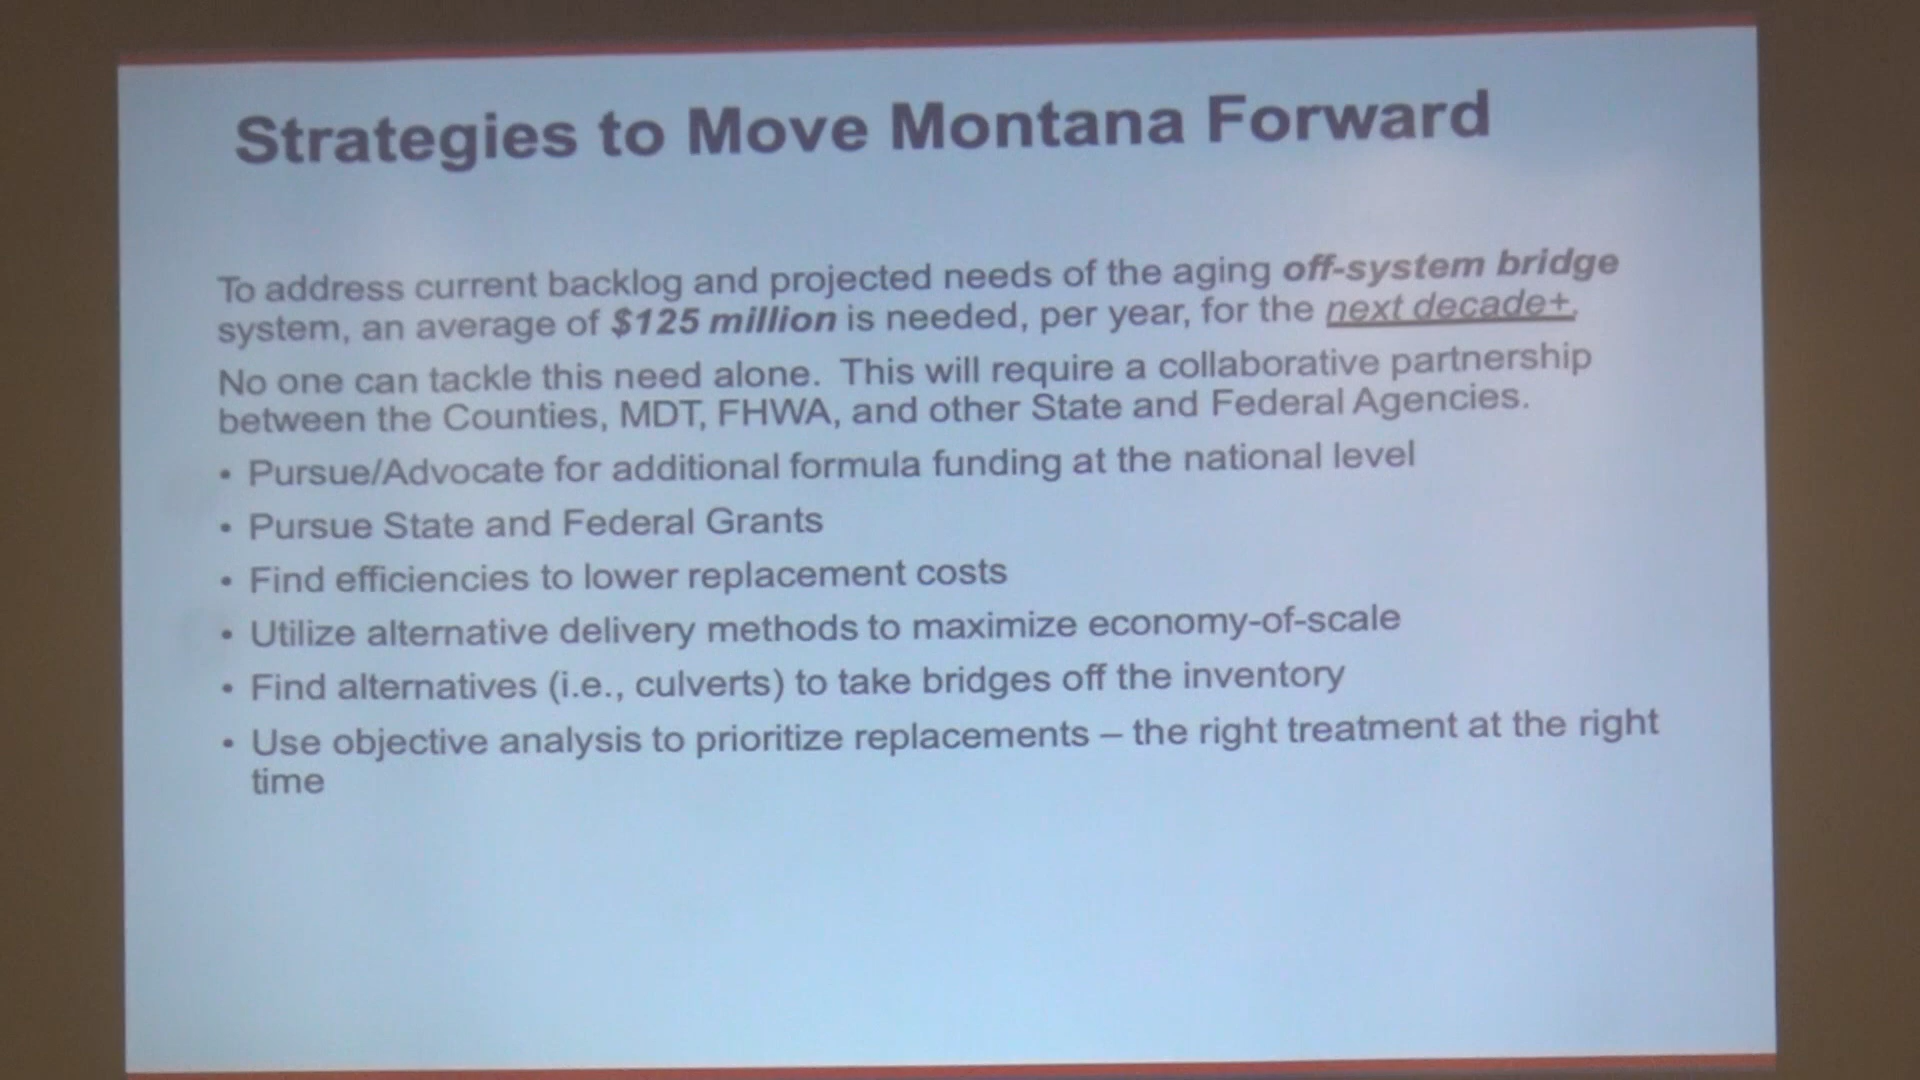 Strategies to Move Montana Forward
To address current backlog and projected needs of the aging off-system bridge
system, an average of $125 million is needed, per year, for the next decade+.
No one can tackle this need alone. This will require a collaborative partnership
between the Counties, MDT, FHWA, and other State and Federal Agencies.
• Pursue/Advocate for additional formula funding at the national level
• Pursue State and Federal Grants
• Find efficiencies to lower replacement costs
• Utilize alternative delivery methods to maximize economy-of-scale
• Find alternatives (i.e., culverts) to take bridges off the inventory
• Use objective analysis to prioritize replacements – the right treatment at the right
time